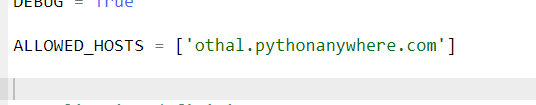 DEBUG = True
ALLOWED_HOSTS = ['othal.pythonanywhere.com']